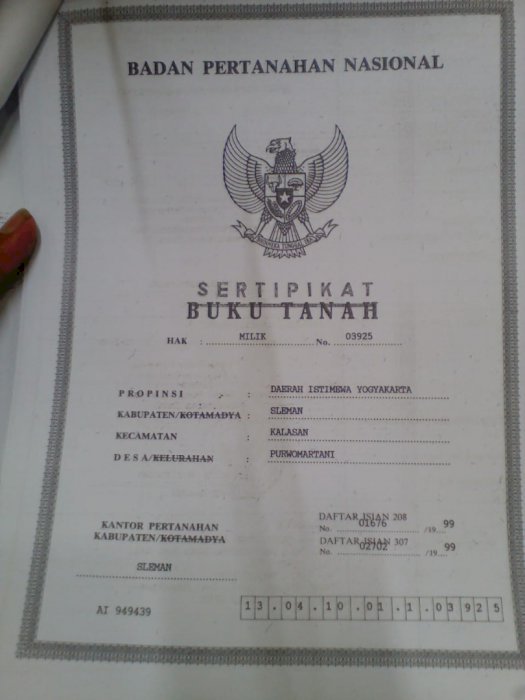 BADAN PERTANAHAN NASIONAL
SERTIPIKAT
BUKU TANAH
HAK : MILIK No. 03925
PROPINSI : DAERAH ISTIMEWA YOGYAKARTA
KABUPATEN/KOTAMADYA : SLEMAN
KECAMATAN : KALASAN
DESA/KELURAHAN : PURWOMARTANI
KANTOR PERTANAHAN
KABUPATEN/KOTAMADYA
SLEMAN
DAFTAR ISIAN 208
No. 01676 /19 99
DAFTAR ISIAN 307
No. 02702 /19 99
AI 949439
13.04.10.01.1.03925